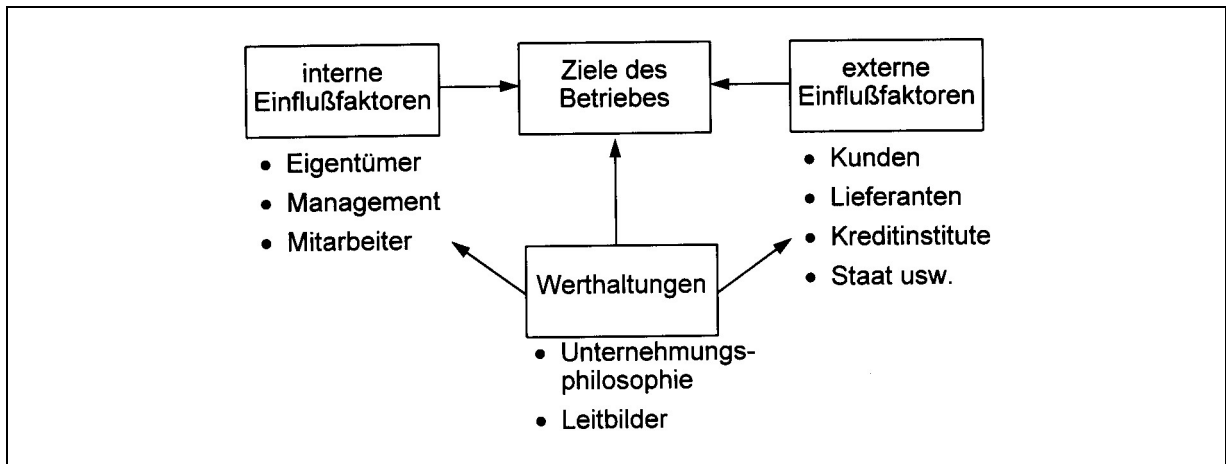 interne
Einflußfaktoren
Ziele des
Betriebes
externe
Einflußfaktoren
• Eigentümer
• Management
• Mitarbeiter
• Kunden
• Lieferanten
• Kreditinstitute
• Staat usw.
Werthaltungen
• Unternehmungs-
philosophie
• Leitbilder